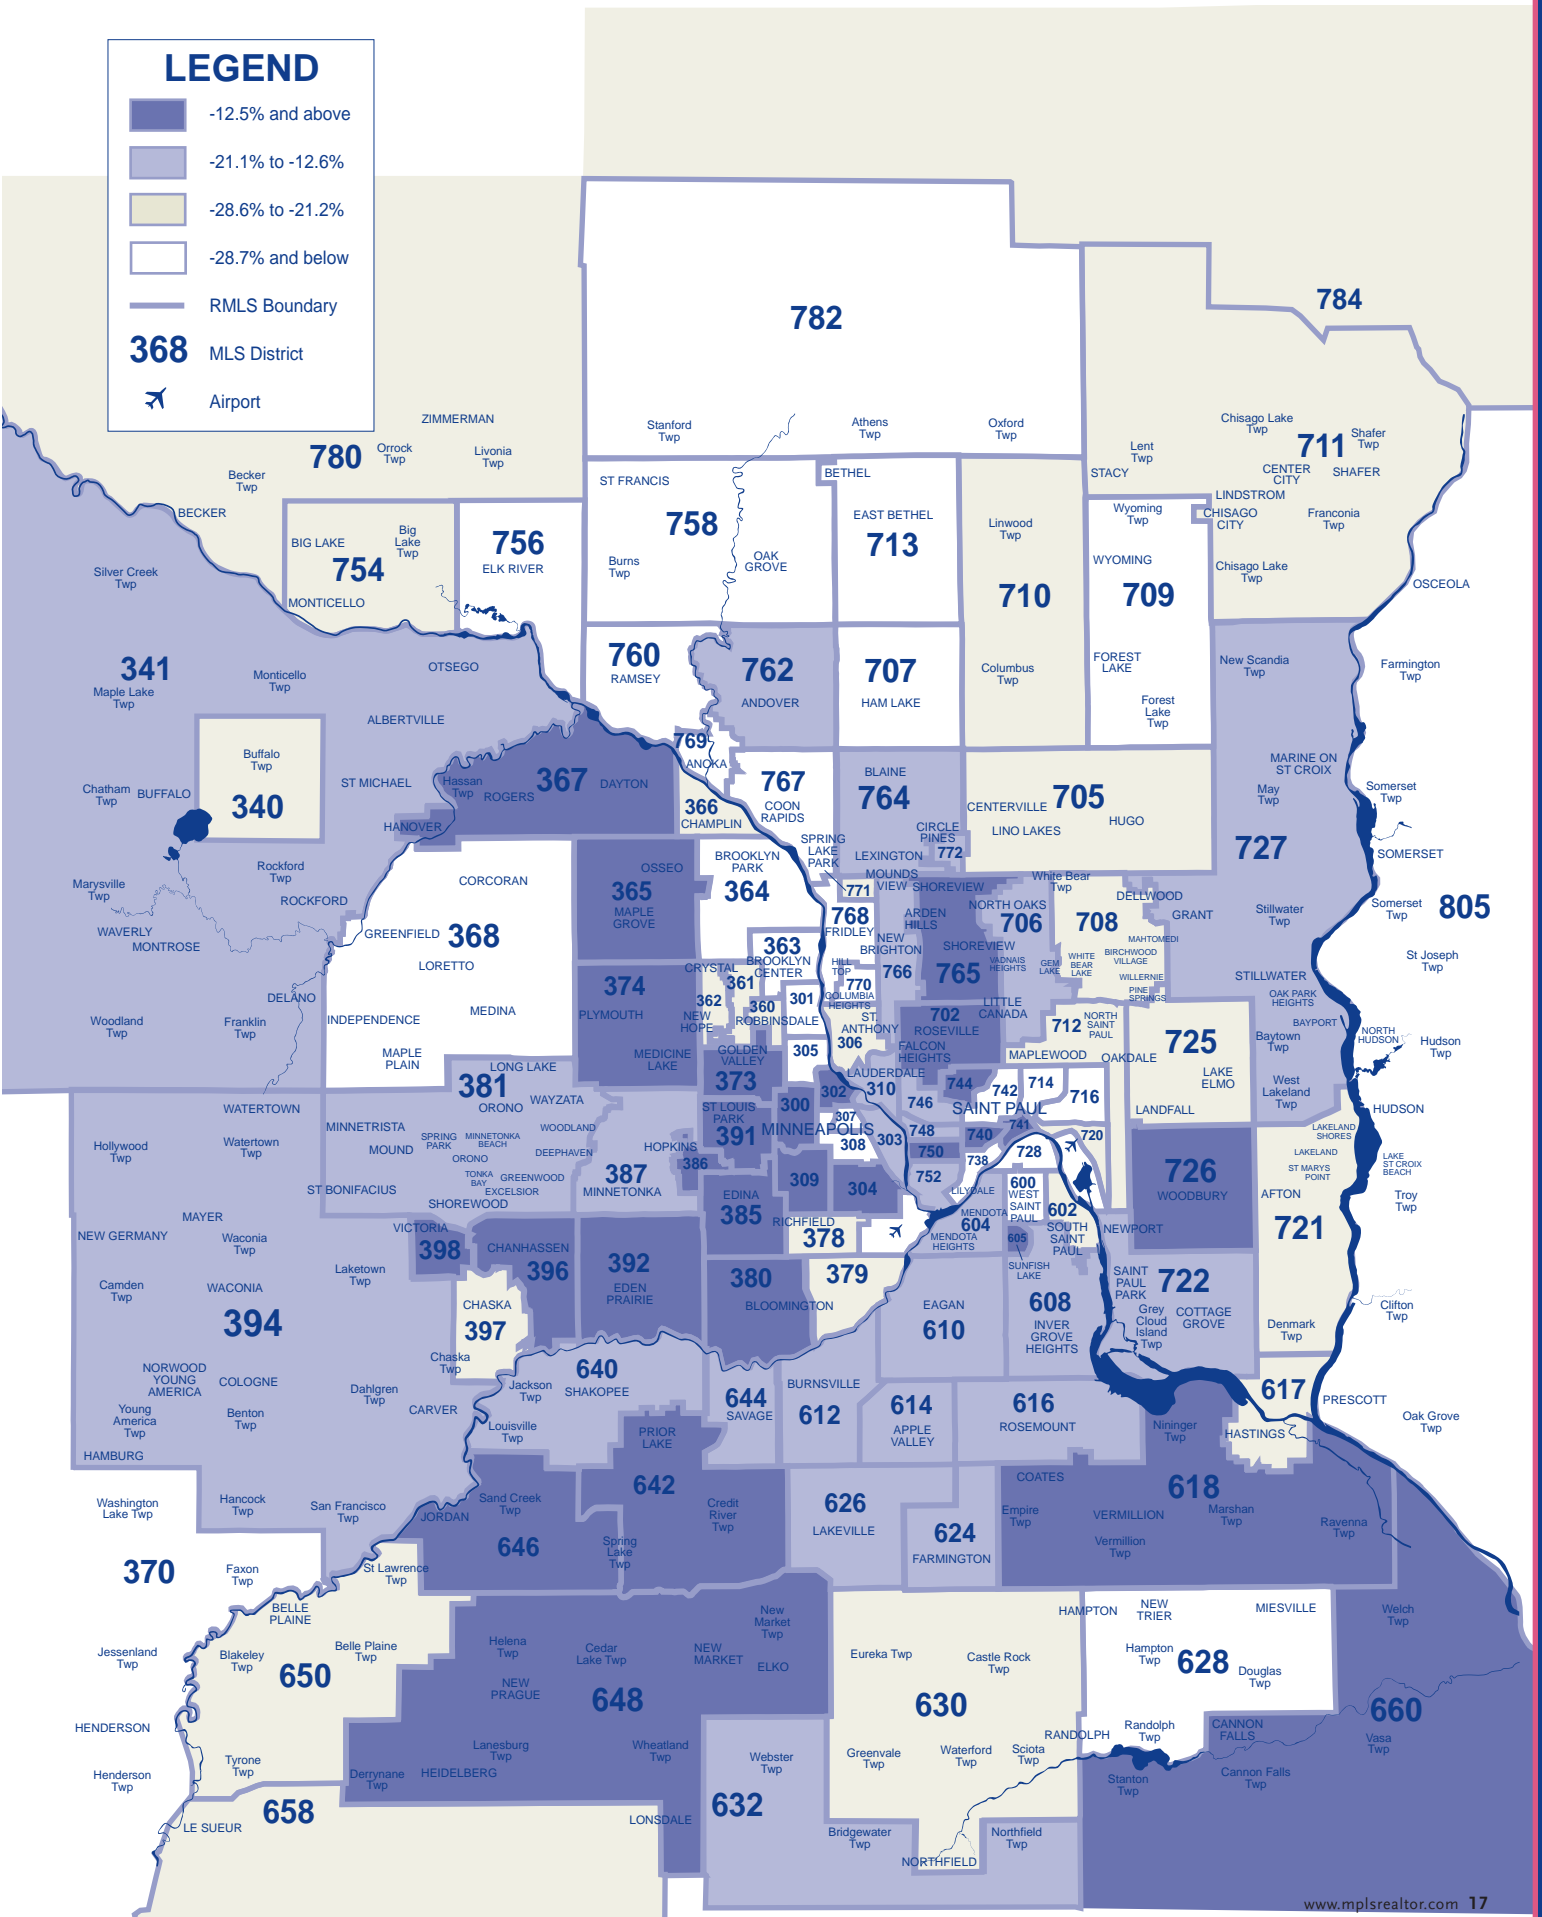 LEGEND
-12.5% and above
-21.1% to -12.6%
-28.6% to -21.2%
-28.7% and below
RMLS Boundary
368 MLS District
Airport
784
782
ZIMMERMAN
Orrock
Twp
Livonia
Twp
780
Becker
Twp
BECKER
Stanford
Twp
Athens
Twp
Oxford
Twp
Chisago Lake
Twp
711
Shafer
Twp
Lent
Twp
STACY
CENTER
CITY
SHAFER
LINDSTROM
CHISAGO
CITY
Franconia
Twp
Chisago Lake
Twp
OSCEOLA
BIG LAKE
Big
Lake
Twp
754
MONTICELLO
756
ELK RIVER
ST FRANCIS
758
Burns
Twp
OAK
GROVE
BETHEL
EAST BETHEL
713
Linwood
Twp
710
Columbus
Twp
Wyoming
Twp
WYOMING
709
FOREST
LAKE
Forest
Lake
Twp
Silver Creek
Twp
341
Maple Lake
Twp
Monticello
Twp
OTSEGO
ALBERTVILLE
760
RAMSEY
762
ANDOVER
707
HAM LAKE
New Scandia
Twp
Farmington
Twp
Buffalo
Twp
340
Chatham
Twp
BUFFALO
ST MICHAEL
Hassan
Twp
ROGERS
367
DAYTON
HANOVER
769
ANOKA
366
CHAMPLIN
767
COON
RAPIDS
BLAINE
764
CENTERVILLE
705
LINO LAKES
HUGO
MARINE ON
ST CROIX
May
Twp
Somerset
Twp
727
SOMERSET
CIRCLE
PINES
772
LEXINGTON
SPRING
LAKE
PARK
Rockford
Twp
ROCKFORD
Marysville
Twp
WAVERLY
MONTROSE
CORCORAN
GREENFIELD
368
LORETTO
OSSEO
365
MAPLE
GROVE
BROOKLYN
PARK
364
MOUNDS
VIEW
771
SHOREVIEW
768
FRIDLEY
ARDEN
HILLS
NEW
BRIGHTON
White Bear
Twp
NORTH OAKS
706
708
DELLWOOD
GRANT
MAHTOMEDI
BIRCHWOOD
VILLAGE
WHITE
BEAR
LAKE
GEM
LAKE
WILLERNIE
PINE
SPRINGS
VADNAIS
HEIGHTS
SHOREVIEW
765
766
Stillwater
Twp
Somerset
Twp
805
St Joseph
Twp
STILLWATER
OAK PARK
HEIGHTS
BAYPORT
Baytown
Twp
NORTH
HUDSON
Hudson
Twp
West
Lakeland
Twp
HUDSON
363
BROOKLYN
CENTER
CRYSTAL
361
362
NEW
HOPE
360
ROBBINSDALE
301
HILL
TOP
770
COLUMBIA
HEIGHTS
ST.
ANTHONY
306
305
374
PLYMOUTH
MEDICINE
LAKE
GOLDEN
VALLEY
373
702
ROSEVILLE
FALCON
HEIGHTS
LITTLE
CANADA
712
NORTH
SAINT
PAUL
MAPLEWOOD
OAKDALE
725
LAKE
ELMO
LANDFALL
DELANO
Woodland
Twp
Franklin
Twp
INDEPENDENCE
MEDINA
MAPLE
PLAIN
LONG LAKE
381
ORONO
WAYZATA
WATERTOWN
MINNETRISTA
MOUND
SPRING
PARK
MINNETONKA
BEACH
WOODLAND
ORONO
DEEPHAVEN
TONKA
BAY
GREENWOOD
EXCELSIOR
SHOREWOOD
ST BONIFACIUS
387
MINNETONKA
HOPKINS
386
ST LOUIS
PARK
391
300
302
LAUDERDALE
310
MINNEAPOLIS
307
308
303
744
746
748
742
714
716
SAINT PAUL
740
741
720
750
738
728
752
309
304
LILYDALE
600
WEST
SAINT
PAUL
602
SOUTH
SAINT
PAUL
MENDOTA
604
MENDOTA
HEIGHTS
605
SUNFISH
LAKE
NEWPORT
726
WOODBURY
LAKELAND
SHORES
LAKELAND
ST MARYS
POINT
LAKE
ST CROIX
BEACH
AFTON
721
Troy
Twp
Hollywood
Twp
Watertown
Twp
MAYER
NEW GERMANY
Waconia
Twp
Camden
Twp
WACONIA
394
Laketown
Twp
VICTORIA
398
CHANHASSEN
396
CHASKA
397
Chaska
Twp
392
EDEN
PRAIRIE
EDINA
385
RICHFIELD
378
379
380
BLOOMINGTON
EAGAN
610
608
INVER
GROVE
HEIGHTS
SAINT
PAUL
PARK
722
Grey
Cloud
Island
Twp
COTTAGE
GROVE
Denmark
Twp
Clifton
Twp
NORWOOD
YOUNG
AMERICA
COLOGNE
Young
America
Twp
Benton
Twp
Dahlgren
Twp
CARVER
HAMBURG
640
SHAKOPEE
Jackson
Twp
Louisville
Twp
644
SAVAGE
BURNSVILLE
612
614
APPLE
VALLEY
616
ROSEMOUNT
617
HASTINGS
PRESCOTT
Oak Grove
Twp
Nininger
Twp
PRIOR
LAKE
642
Credit
River
Twp
Spring
Lake
Twp
Washington
Lake Twp
Hancock
Twp
San Francisco
Twp
JORDAN
Sand Creek
Twp
646
626
LAKEVILLE
624
FARMINGTON
COATES
Empire
Twp
618
VERMILLION
Marshan
Twp
Vermillion
Twp
Ravenna
Twp
370
Faxon
Twp
St Lawrence
Twp
BELLE
PLAINE
Jessenland
Twp
Blakeley
Twp
Belle Plaine
Twp
650
Helena
Twp
Cedar
Lake Twp
NEW
MARKET
New
Market
Twp
ELKO
NEW
PRAGUE
648
Eureka Twp
Castle Rock
Twp
630
HAMPTON
NEW
TRIER
MIESVILLE
Hampton
Twp
628
Douglas
Twp
Welch
Twp
660
Vasa
Twp
HENDERSON
Henderson
Twp
Tyrone
Twp
Lanesburg
Twp
Wheatland
Twp
Derrynane
Twp
HEIDELBERG
Webster
Twp
Greenvale
Twp
Waterford
Twp
Sciota
Twp
RANDOLPH
Randolph
Twp
CANNON
FALLS
Stanton
Twp
Cannon Falls
Twp
658
LE SUEUR
LONSDALE
632
Bridgewater
Twp
Northfield
Twp
NORTHFIELD
www.mplsrealtor.com 17